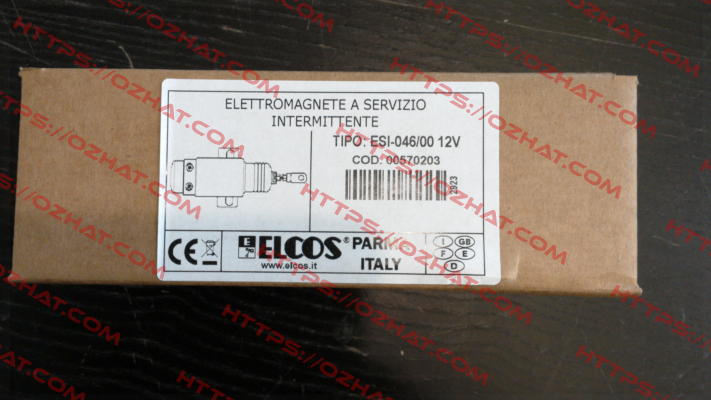 ELETTROMAGNETE A SERVIZIO
INTERMITTENTE
TIPO: ESI-046/00 12V
COD. 00570203
2923
CE
E
ELCOS® PARMA
www.elcos.it
ITALY
I GB
F E
D
HTTPS://OZHAT.COM